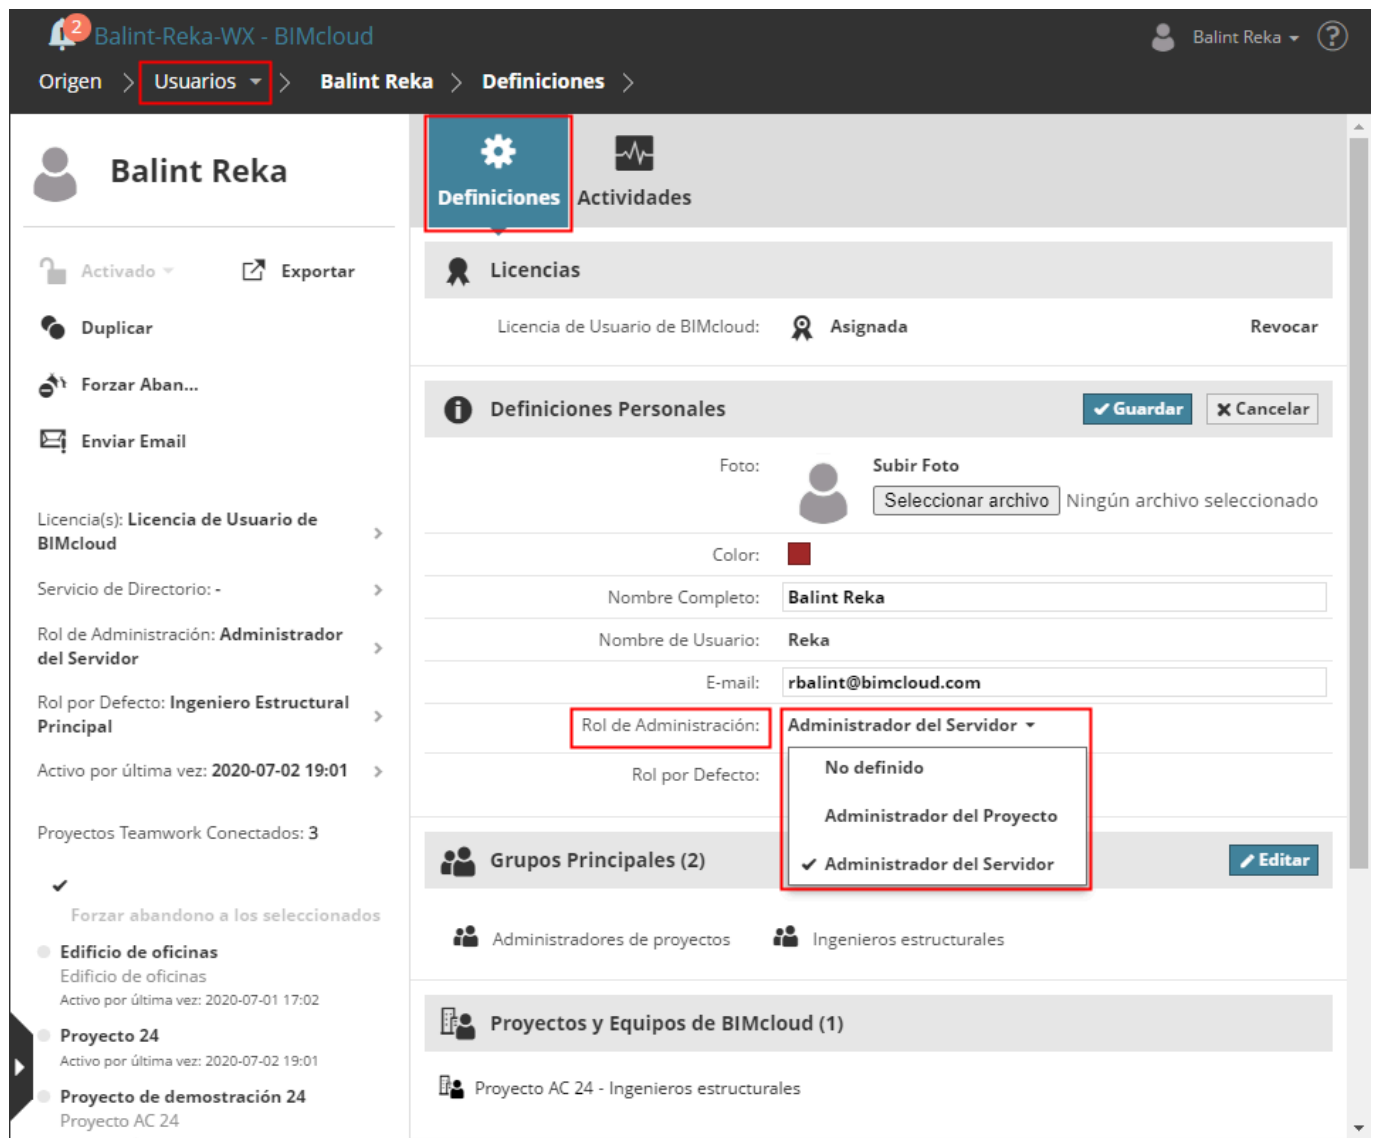 2
Balint-Reka-WX - BIMcloud
Balint Reka
?
Origen > Usuarios > Balint Reka > Definiciones >
Balint Reka
Activado
Exportar
Duplicar
Forzar Aban...
Enviar Email
Licencia(s): Licencia de Usuario de
BIMcloud
Servicio de Directorio: -
Rol de Administración: Administrador
del Servidor
Rol por Defecto: Ingeniero Estructural
Principal
Activo por última vez: 2020-07-02 19:01
Proyectos Teamwork Conectados: 3
Forzar abandono a los seleccionados
Edificio de oficinas
Edificio de oficinas
Activo por última vez: 2020-07-01 17:02
Proyecto 24
Activo por última vez: 2020-07-02 19:01
Proyecto de demostración 24
Proyecto AC 24
Definiciones
Actividades
Licencias
Licencia de Usuario de BIMcloud: Asignada Revocar
Definiciones Personales
Guardar
Cancelar
Foto:
Subir Foto
Seleccionar archivo Ningún archivo seleccionado
Color:
Nombre Completo: Balint Reka
Nombre de Usuario: Reka
E-mail: rbalint@bimcloud.com
Rol de Administración: Administrador del Servidor
No definido
Administrador del Proyecto
Administrador del Servidor
Rol por Defecto:
Grupos Principales (2)
Editar
Administradores de proyectos
Ingenieros estructurales
Proyectos y Equipos de BIMcloud (1)
Proyecto AC 24 - Ingenieros estructurales